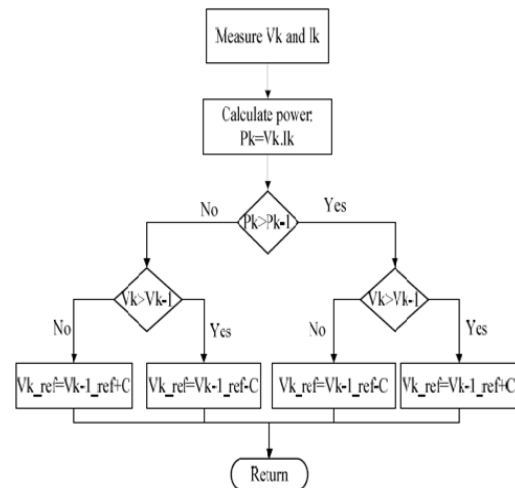 Measure Vk and Ik
Calculate power:
Pk=Vk.Ik
Pk>Pk-1
No
Yes
Vk>Vk-1
Vk>Vk-1
No
Yes
No
Yes
Vk_ref=Vk-1_ref+C
Vk_ref=Vk-1_ref-C
Vk_ref=Vk-1_ref-C
Vk_ref=Vk-1_ref+C
Return